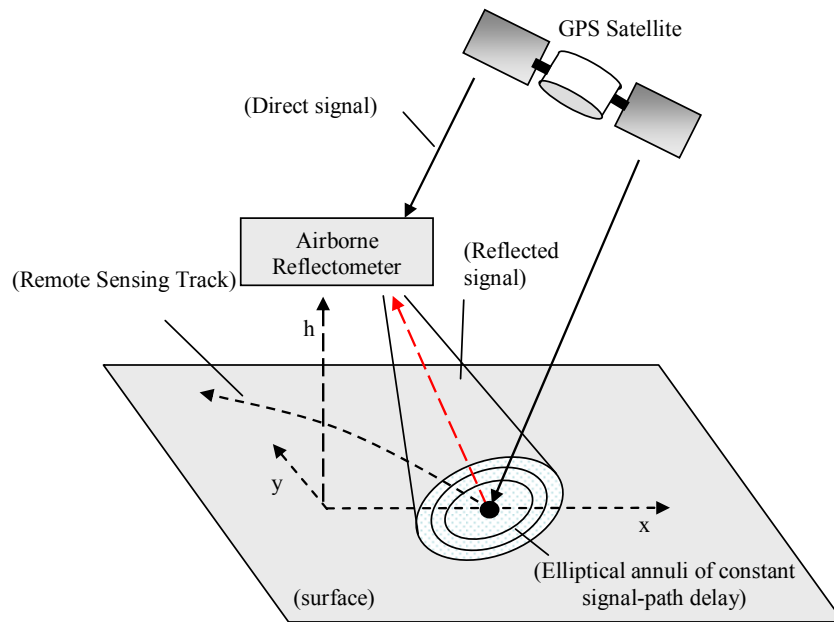 GPS Satellite
(Direct signal)
Airborne
Reflectometer
(Reflected
signal)
(Remote Sensing Track)
h
y
x
(Elliptical annuli of constant
signal-path delay)
(surface)